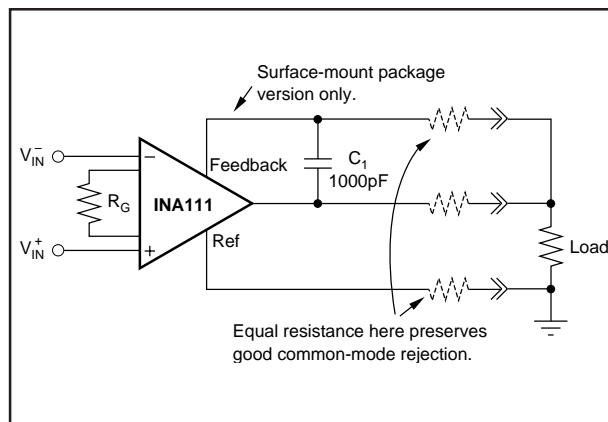 Surface-mount package
version only.
V−IN
−
Feedback
C1
1000pF
RG
INA111
V+IN
+
Ref
Load
Equal resistance here preserves
good common-mode rejection.